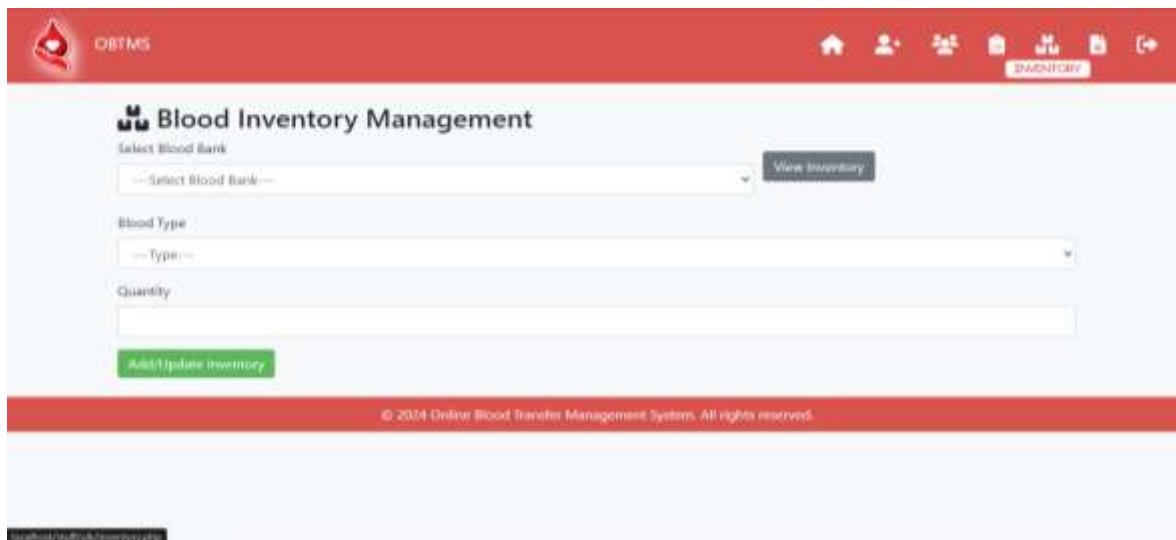 OBTMS
INVENTORY
Blood Inventory Management
Select Blood Bank
---Select Blood Bank---
View Inventory
Blood Type
---Type---
Quantity
Add/Update Inventory
© 2024 Online Blood Transfer Management System. All rights reserved.